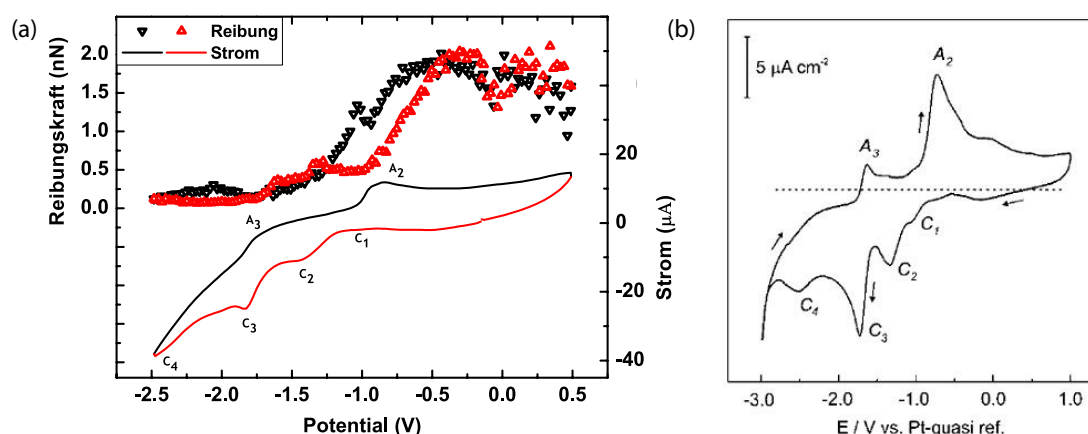 (a)
Reibung
Strom
Reibungskraft (nN)
2.0
1.5
1.0
0.5
0.0
40
20
0
-20
-40
Strom (µA)
A2
A3
C1
C2
C3
C4
-2.5 -2.0 -1.5 -1.0 -0.5 0.0 0.5
Potential (V)
(b)
5 µA cm-2
A2
A3
C1
C2
C3
C4
-3.0 -2.0 -1.0 0.0 1.0
E / V vs. Pt-quasi ref.